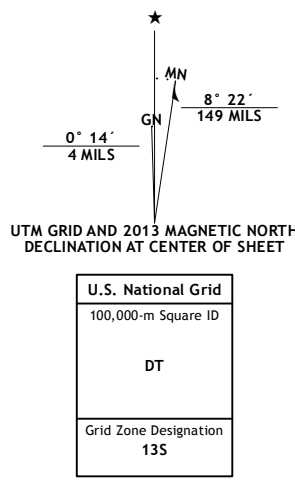 ★
MN
GN
8° 22´
149 MILS
0° 14´
4 MILS
UTM GRID AND 2013 MAGNETIC NORTH
DECLINATION AT CENTER OF SHEET
U.S. National Grid
100,000-m Square ID
DT
Grid Zone Designation
13S